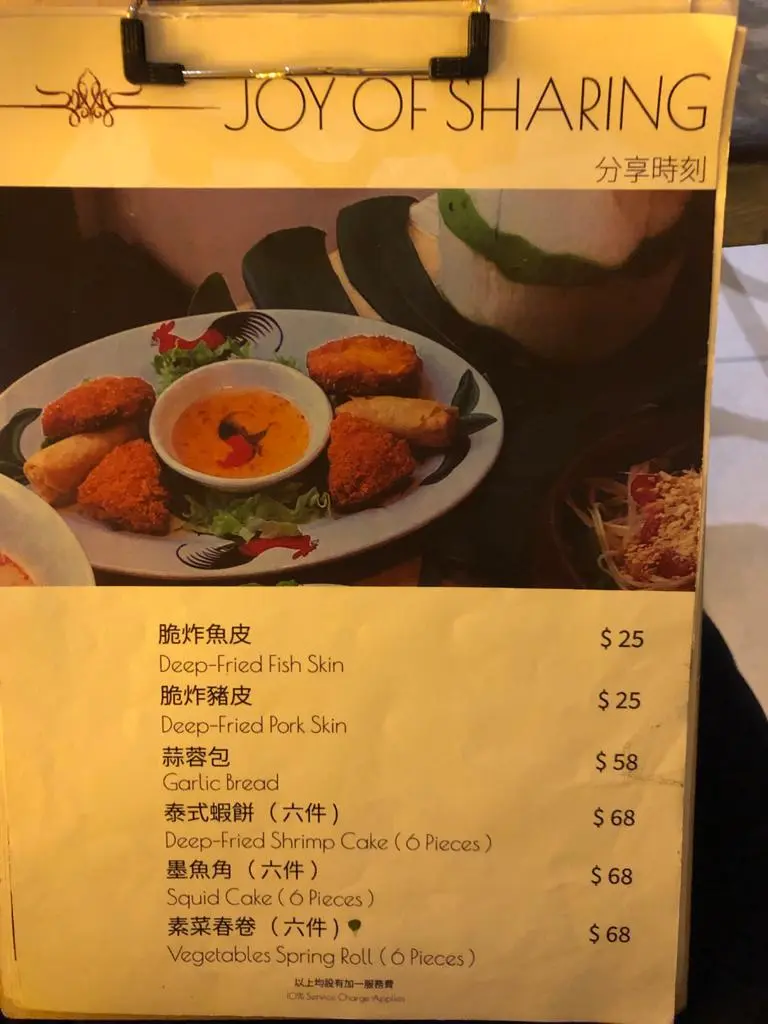 JOY OF SHARING
分享時刻
脆炸魚皮 $ 25
Deep-Fried Fish Skin
脆炸豬皮 $ 25
Deep-Fried Pork Skin
蒜蓉包 $ 58
Garlic Bread
泰式蝦餅 (六件) $ 68
Deep-Fried Shrimp Cake ( 6 Pieces )
墨魚角 (六件) $ 68
Squid Cake ( 6 Pieces )
素菜春卷 (六件) $ 68
Vegetables Spring Roll ( 6 Pieces )
以上均設有加一服務費
10% Service Charge Applies